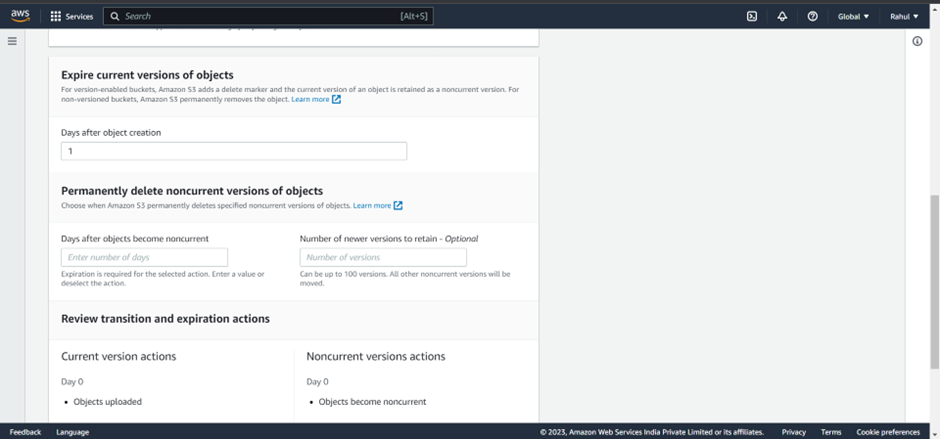 aws
Services
Search
[Alt+S]
Global
Rahul
Expire current versions of objects
For version-enabled buckets, Amazon S3 adds a delete marker and the current version of an object is retained as a noncurrent version. For
non-versioned buckets, Amazon S3 permanently removes the object. Learn more
Days after object creation
1
Permanently delete noncurrent versions of objects
Choose when Amazon S3 permanently deletes specified noncurrent versions of objects. Learn more
Days after objects become noncurrent
Number of newer versions to retain - Optional
Enter number of days
Number of versions
Expiration is required for the selected action. Enter a value or
deselect the action.
Can be up to 100 versions. All other noncurrent versions will be
moved.
Review transition and expiration actions
Current version actions
Noncurrent versions actions
Day 0
Day 0
• Objects uploaded
• Objects become noncurrent
Feedback
Language
© 2023, Amazon Web Services India Private Limited or its affiliates.
Privacy
Terms
Cookie preferences